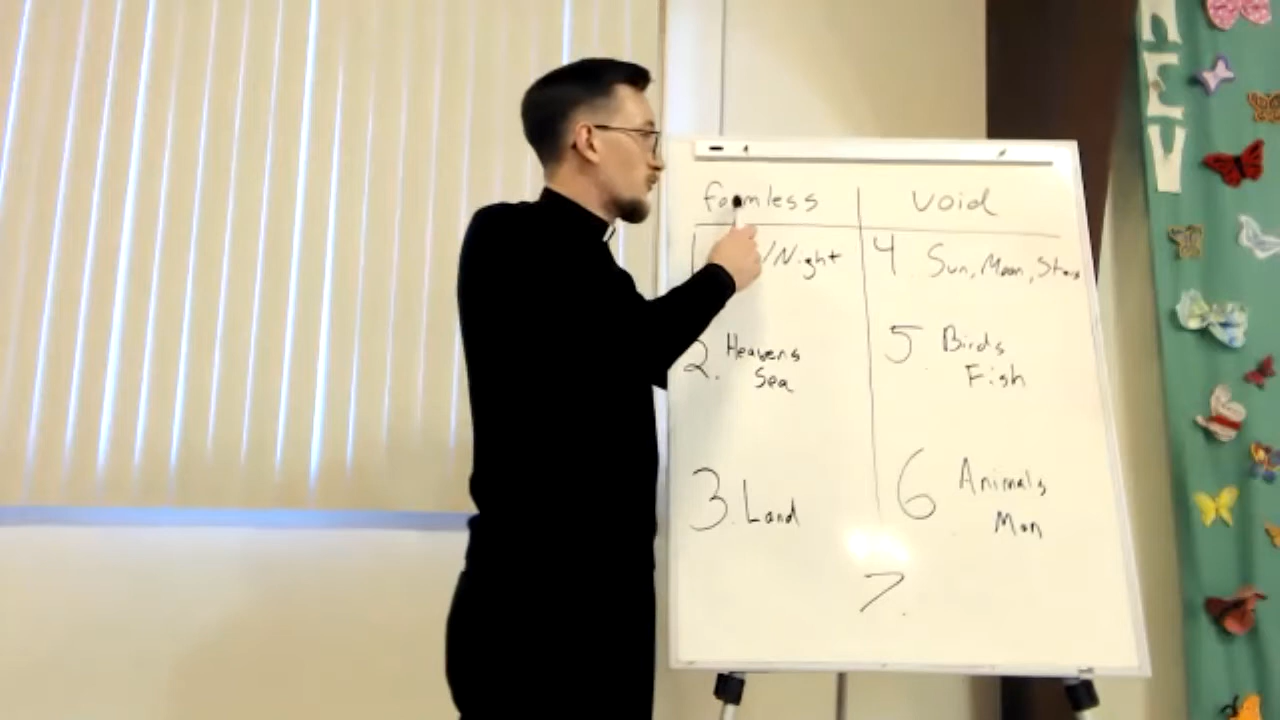 formless
void
1
/Night
4 Sun, Moon, Stars
2. Heavens
Sea
5 Birds
Fish
3. Land
6 Animals
Man
7.